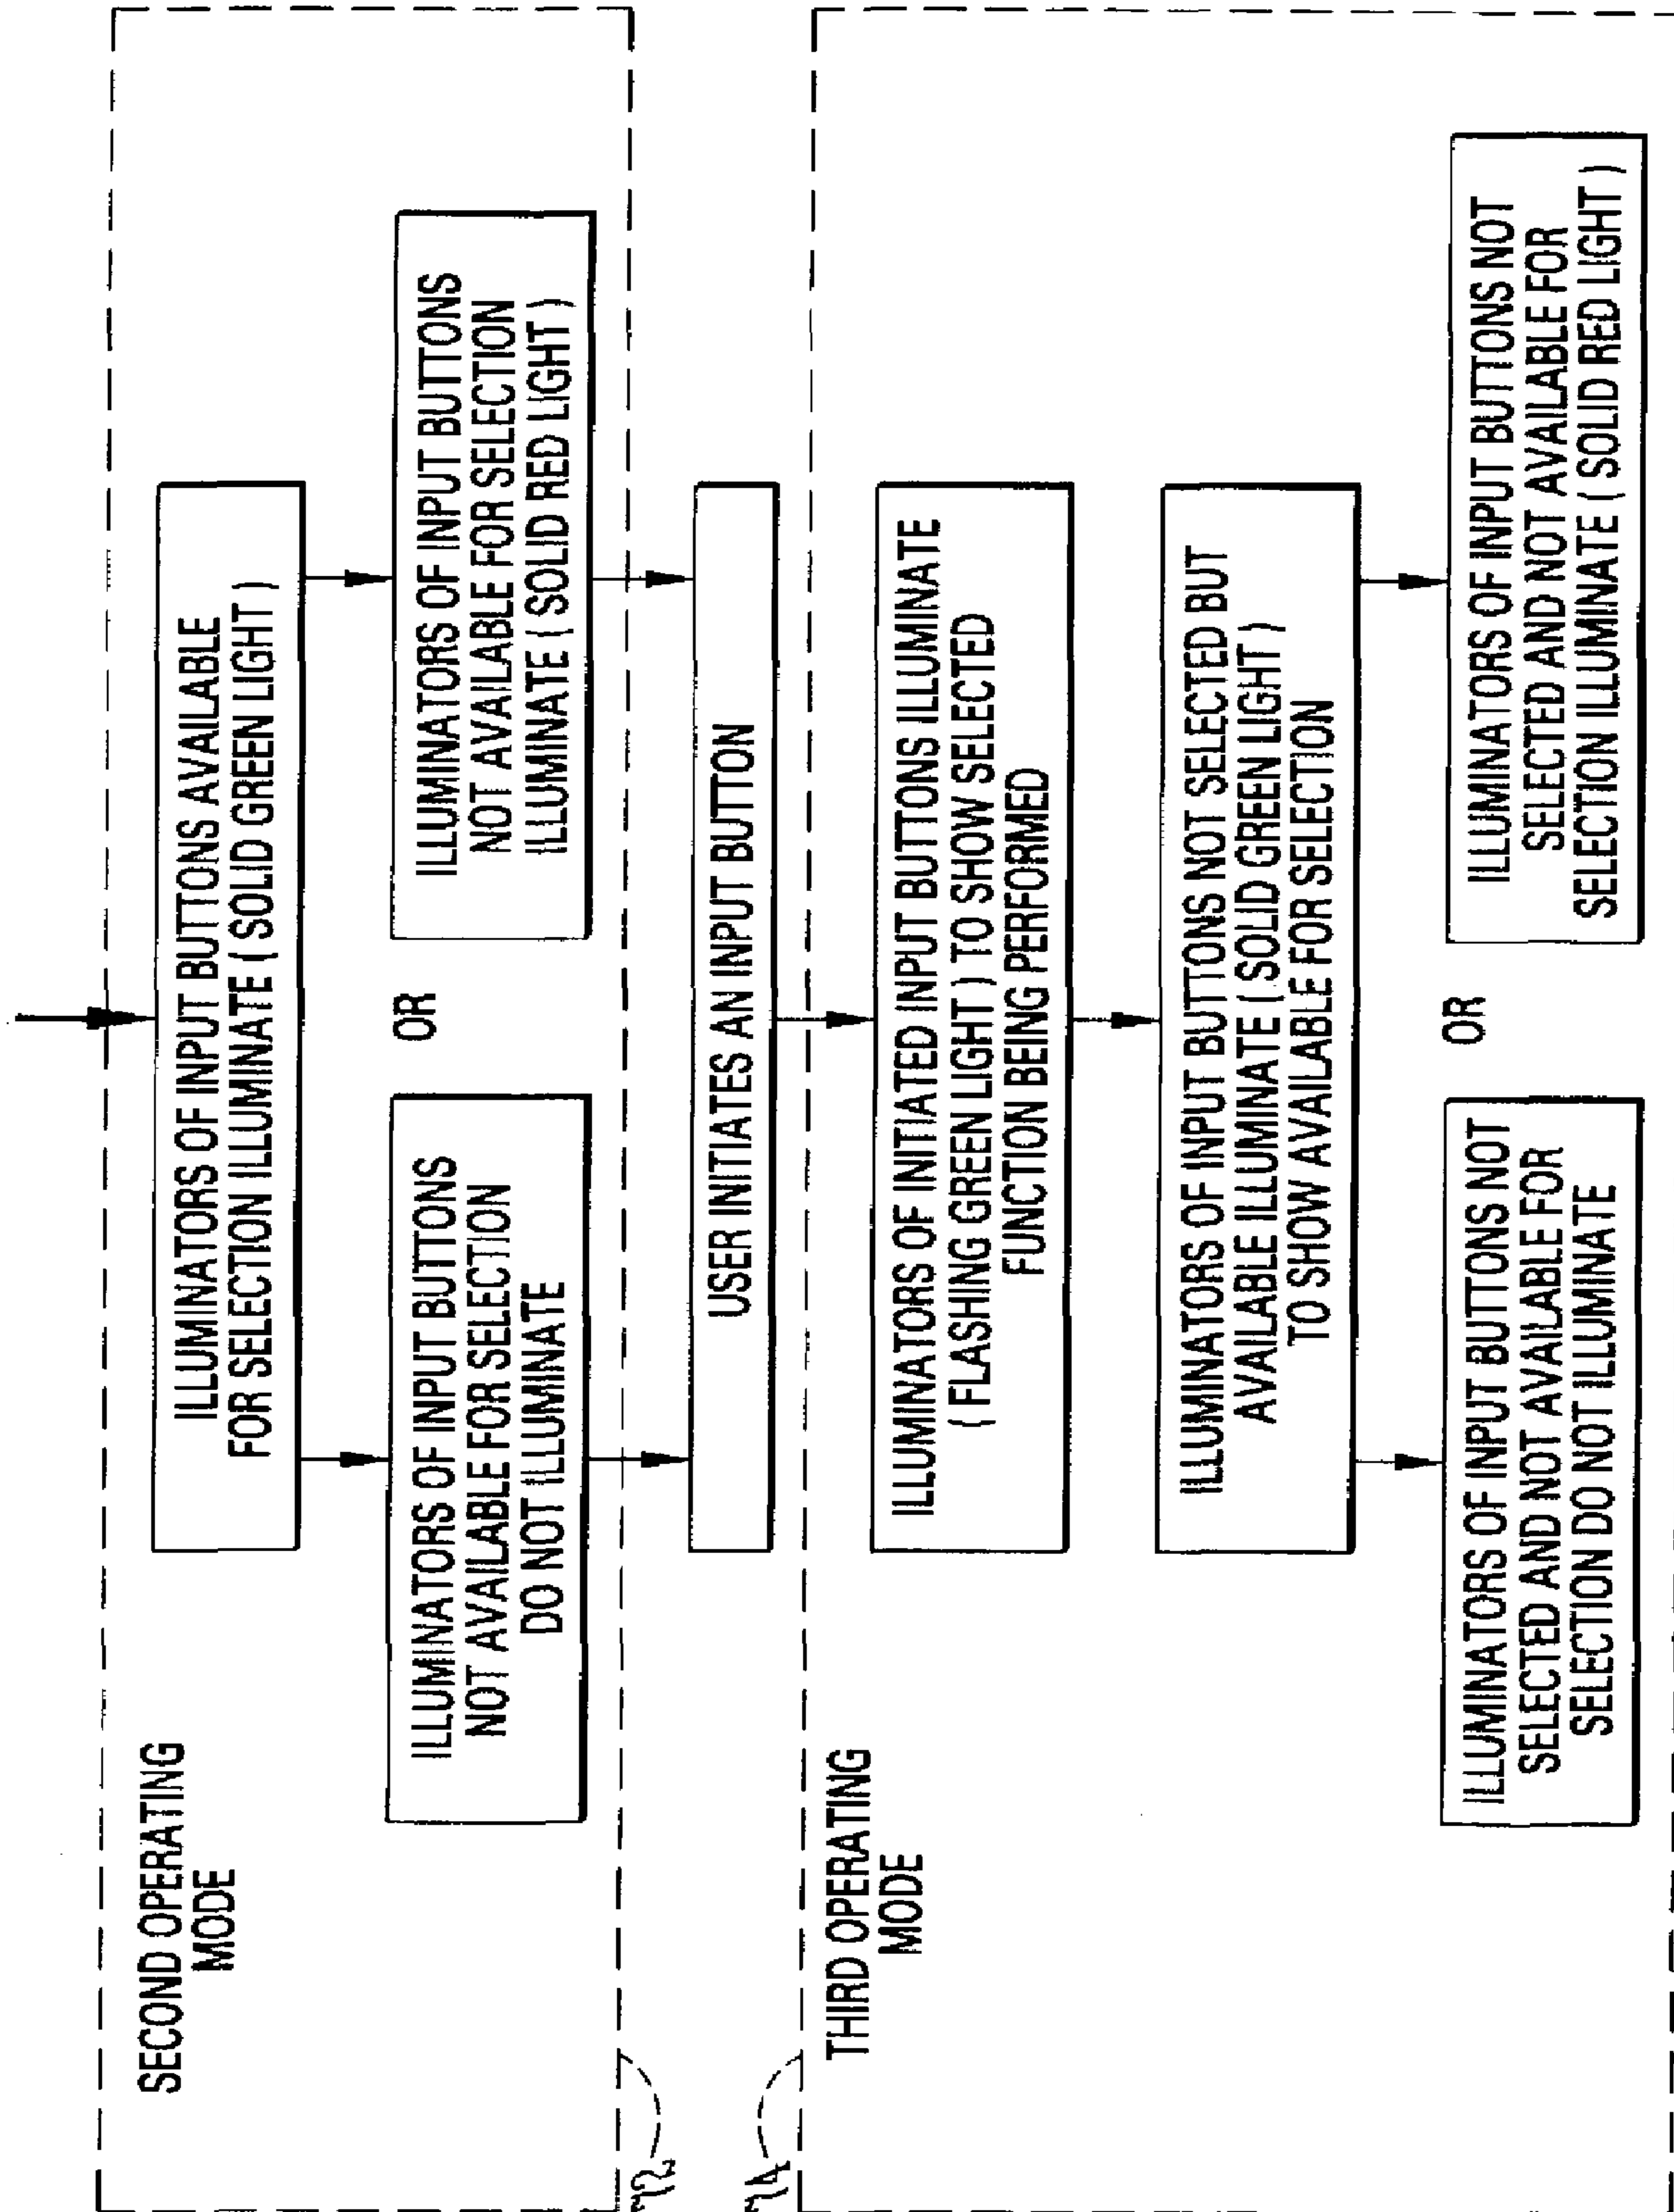 SECOND OPERATING
MODE
ILLUMINATORS OF INPUT BUTTONS AVAILABLE
FOR SELECTION ILLUMINATE ( SOLID GREEN LIGHT )
ILLUMINATORS OF INPUT BUTTONS
NOT AVAILABLE FOR SELECTION
DO NOT ILLUMINATE
OR
ILLUMINATORS OF INPUT BUTTONS
NOT AVAILABLE FOR SELECTION
ILLUMINATE ( SOLID RED LIGHT )
72
USER INITIATES AN INPUT BUTTON
74
THIRD OPERATING
MODE
ILLUMINATORS OF INITIATED INPUT BUTTONS ILLUMINATE
( FLASHING GREEN LIGHT ) TO SHOW SELECTED
FUNCTION BEING PERFORMED
ILLUMINATORS OF INPUT BUTTONS NOT SELECTED BUT
AVAILABLE ILLUMINATE ( SOLID GREEN LIGHT )
TO SHOW AVAILABLE FOR SELECTION
ILLUMINATORS OF INPUT BUTTONS NOT
SELECTED AND NOT AVAILABLE FOR
SELECTION DO NOT ILLUMINATE
OR
ILLUMINATORS OF INPUT BUTTONS NOT
SELECTED AND NOT AVAILABLE FOR
SELECTION ILLUMINATE ( SOLID RED LIGHT )